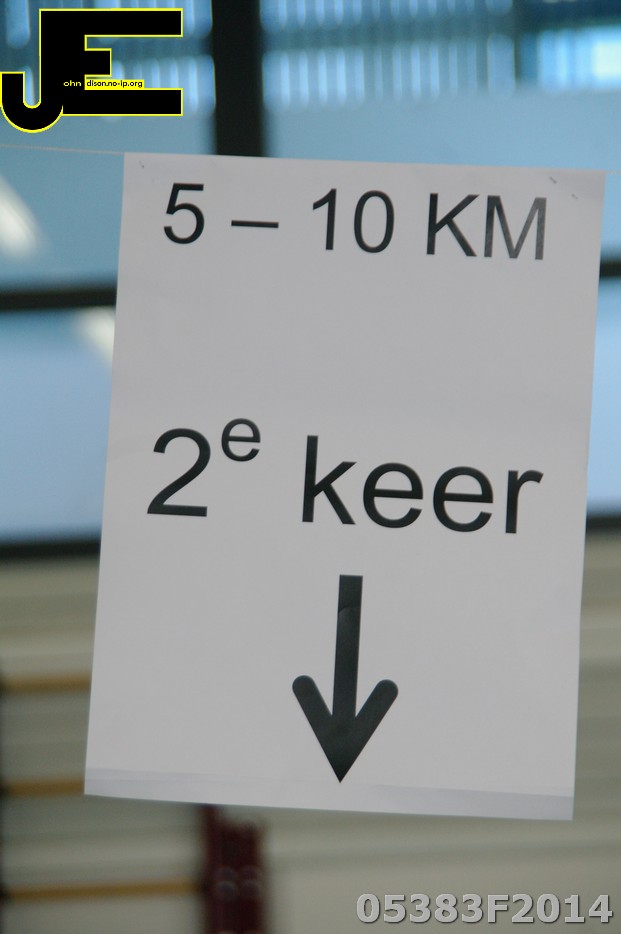 JE
ohn dison.no-ip.org
5 – 10 KM
2e keer
05383F2014